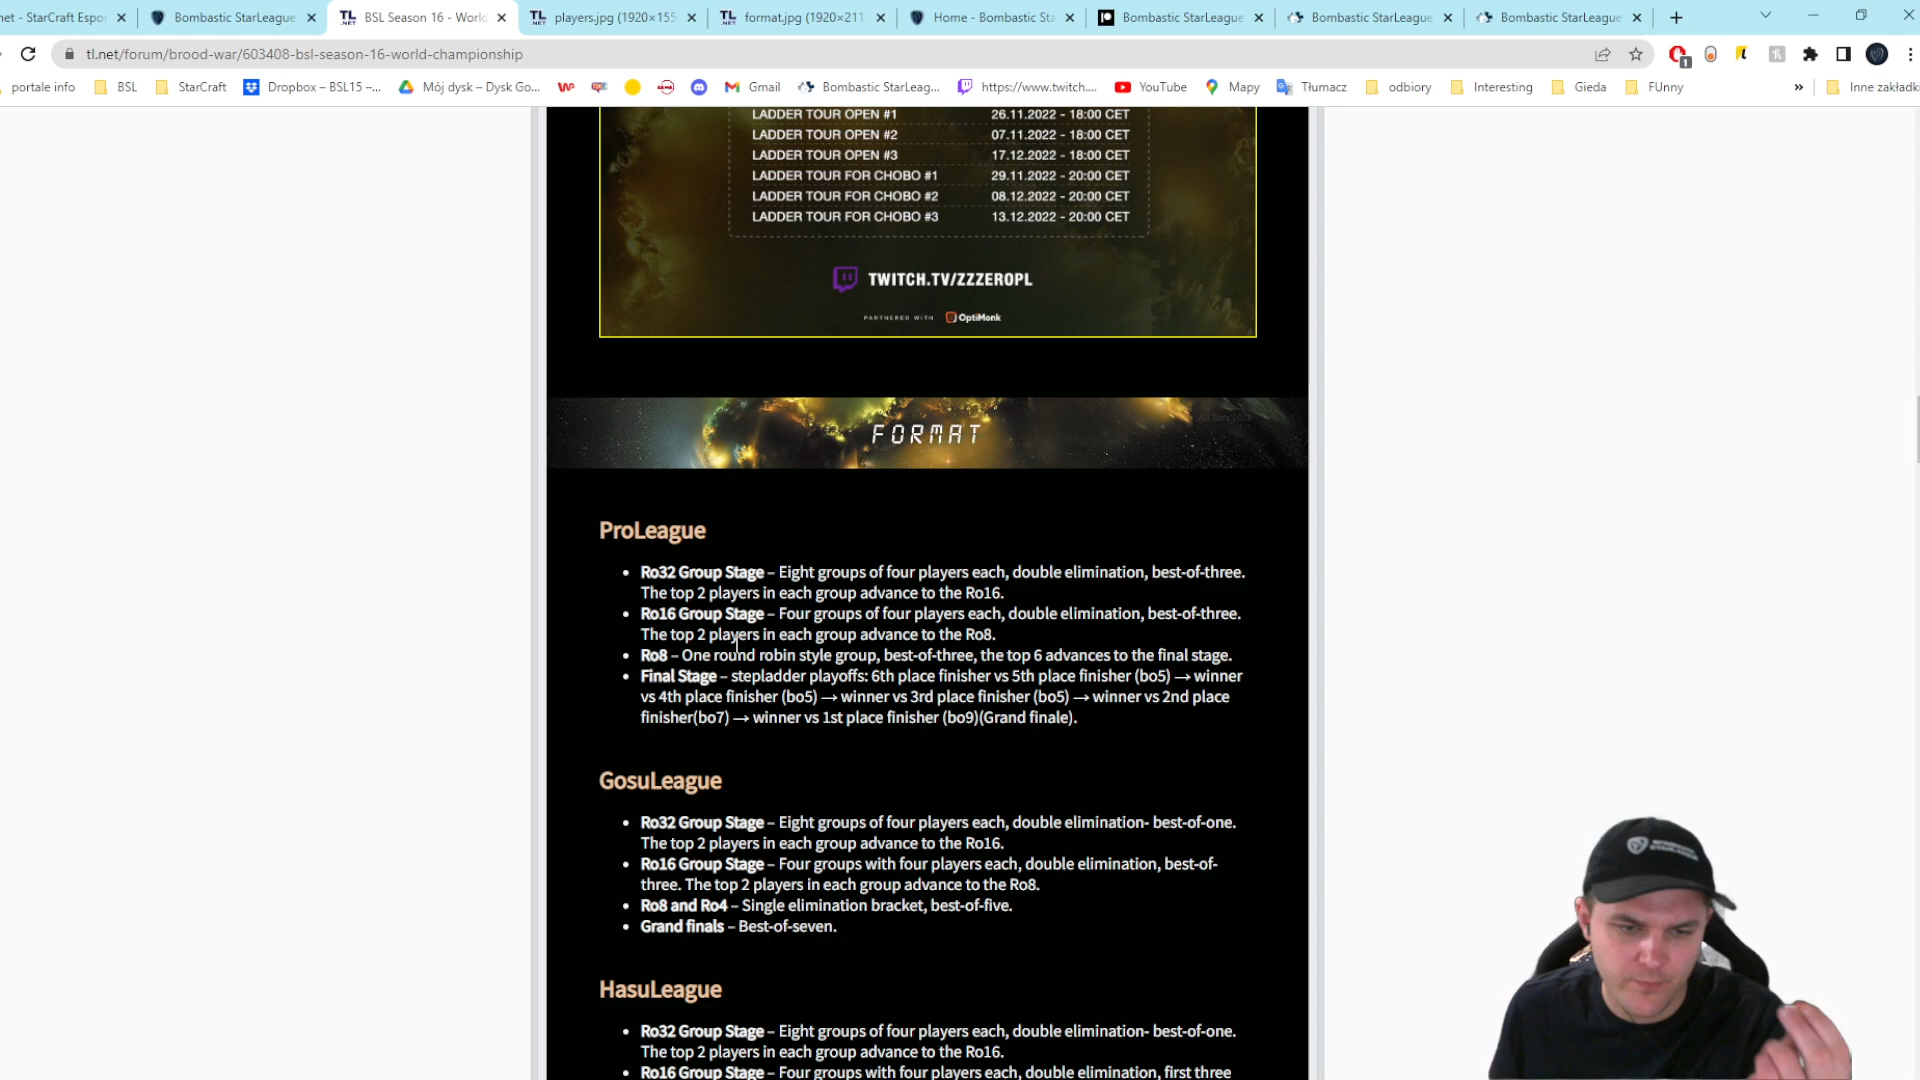 net - StarCraft Espor
Bombastic StarLeague
BSL Season 16 - World
players.jpg (1920×155
format.jpg (1920×211
Home - Bombastic Sta
Bombastic StarLeague
Bombastic StarLeague
Bombastic StarLeague
tl.net/forum/brood-war/603408-bsl-season-16-world-championship
portale info
BSL
StarCraft
Dropbox – BSL15 –...
Mój dysk – Dysk Go...
Gmail
Bombastic StarLeag...
https://www.twitch....
YouTube
Mapy
Tłumacz
odbiory
Interesting
Gieda
FUnny
»
Inne zakładki
LADDER TOUR OPEN #1 26.11.2022 - 18:00 CET
LADDER TOUR OPEN #2 07.11.2022 - 18:00 CET
LADDER TOUR OPEN #3 17.12.2022 - 18:00 CET
LADDER TOUR FOR CHOBO #1 29.11.2022 - 20:00 CET
LADDER TOUR FOR CHOBO #2 08.12.2022 - 20:00 CET
LADDER TOUR FOR CHOBO #3 13.12.2022 - 20:00 CET
TWITCH.TV/ZZZEROPL
PARTNERED WITH OptiMonk
FORMAT
ProLeague
• Ro32 Group Stage – Eight groups of four players each, double elimination, best-of-three.
The top 2 players in each group advance to the Ro16.
• Ro16 Group Stage – Four groups of four players each, double elimination, best-of-three.
The top 2 players in each group advance to the Ro8.
• Ro8 – One round robin style group, best-of-three, the top 6 advances to the final stage.
• Final Stage – stepladder playoffs: 6th place finisher vs 5th place finisher (bo5) → winner
vs 4th place finisher (bo5) → winner vs 3rd place finisher (bo5) → winner vs 2nd place
finisher(bo7) → winner vs 1st place finisher (bo9)(Grand finale).
GosuLeague
• Ro32 Group Stage – Eight groups of four players each, double elimination- best-of-one.
The top 2 players in each group advance to the Ro16.
• Ro16 Group Stage – Four groups with four players each, double elimination, best-of-
three. The top 2 players in each group advance to the Ro8.
• Ro8 and Ro4 – Single elimination bracket, best-of-five.
• Grand finals – Best-of-seven.
HasuLeague
• Ro32 Group Stage – Eight groups of four players each, double elimination- best-of-one.
The top 2 players in each group advance to the Ro16.
• Ro16 Group Stage – Four groups with four players each, double elimination, first three